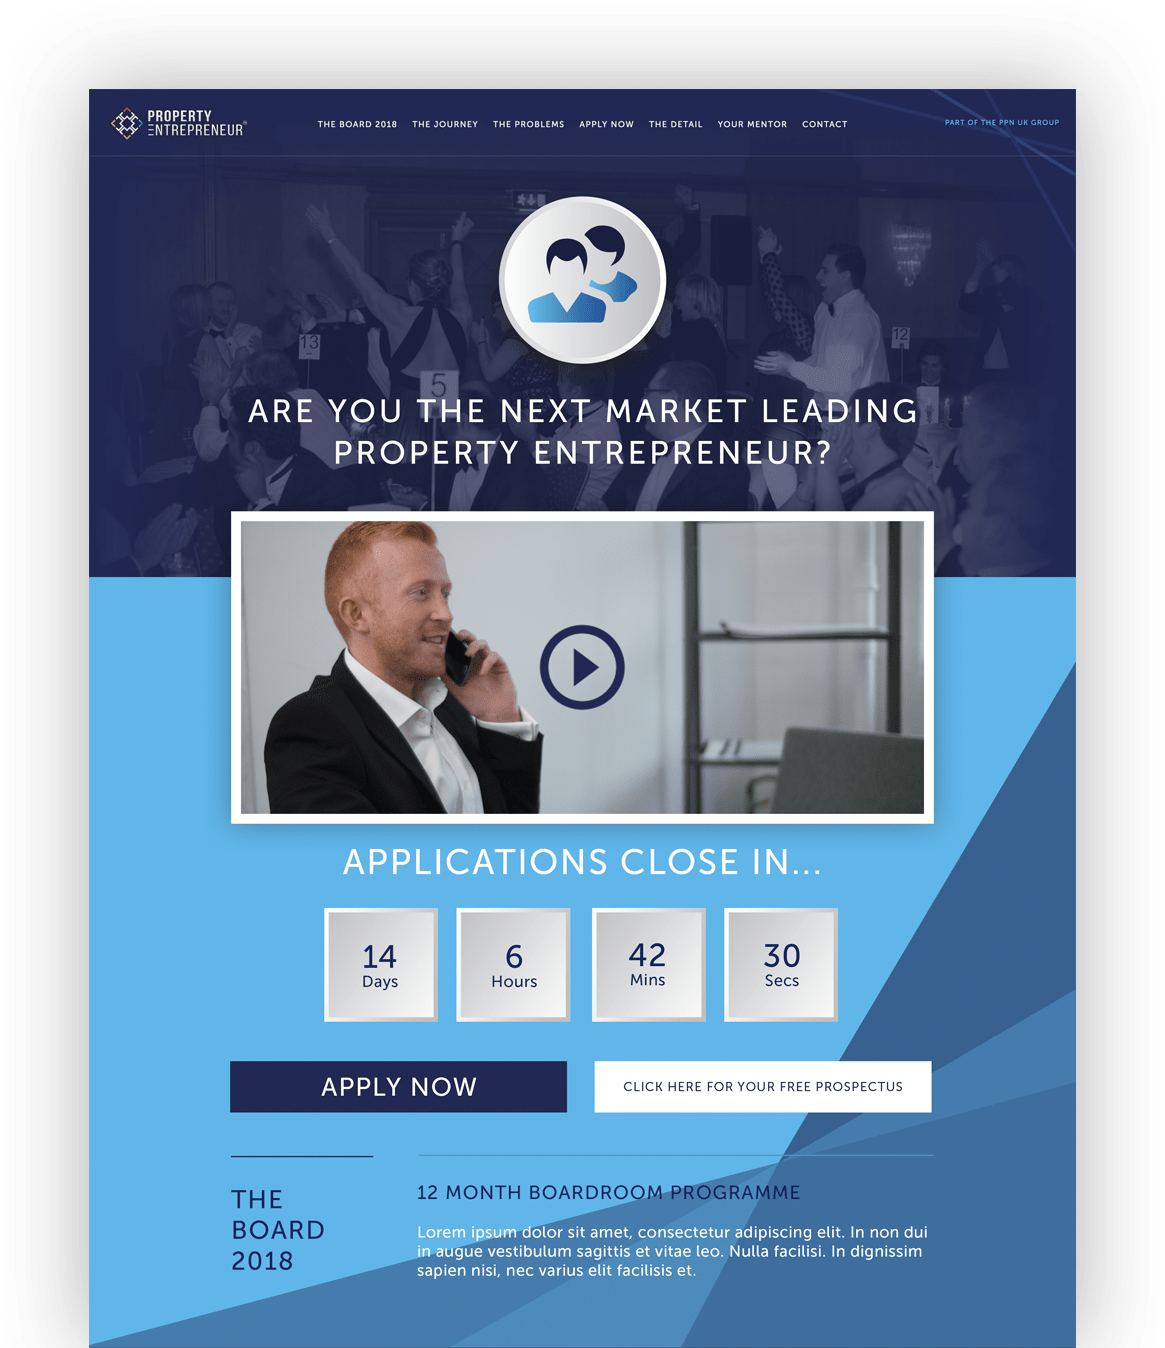 PROPERTY
ENTREPRENEUR®
THE BOARD 2018 THE JOURNEY THE PROBLEMS APPLY NOW THE DETAIL YOUR MENTOR CONTACT
PART OF THE PPN UK GROUP
13
12
5
ARE YOU THE NEXT MARKET LEADING
PROPERTY ENTREPRENEUR?
APPLICATIONS CLOSE IN...
14 6 42 30
Days Hours Mins Secs
APPLY NOW
CLICK HERE FOR YOUR FREE PROSPECTUS
THE
BOARD
2018
12 MONTH BOARDROOM PROGRAMME
Lorem ipsum dolor sit amet, consectetur adipiscing elit. In non dui
in augue vestibulum sagittis et vitae leo. Nulla facilisi. In dignissim
sapien nisi, nec varius elit facilisis et.